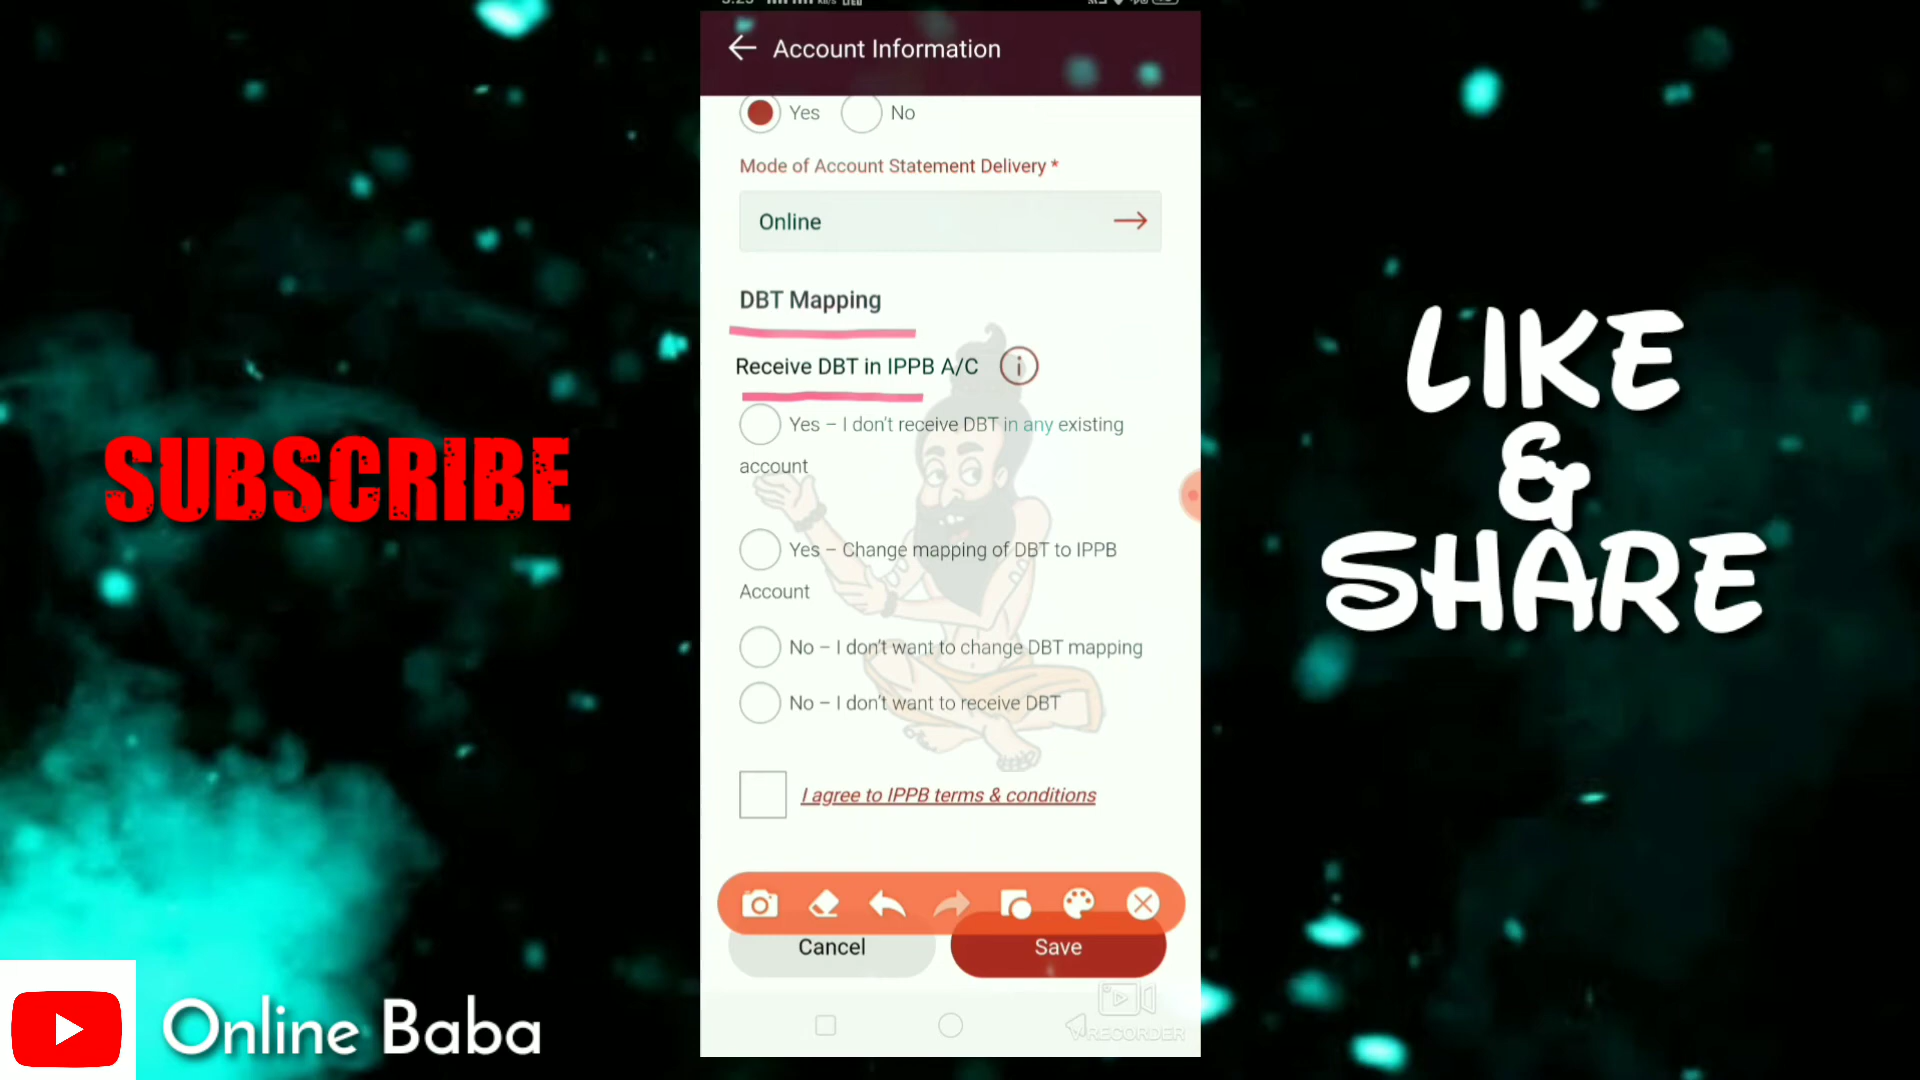 Account Information
Yes No
Mode of Account Statement Delivery *
Online
DBT Mapping
Receive DBT in IPPB A/C i
Yes – I don't receive DBT in any existing
account
Yes – Change mapping of DBT to IPPB
Account
No – I don't want to change DBT mapping
No – I don't want to receive DBT
I agree to IPPB terms & conditions
Cancel Save
VRECORDER
SUBSCRIBE
LIKE
&
SHARE
Online Baba